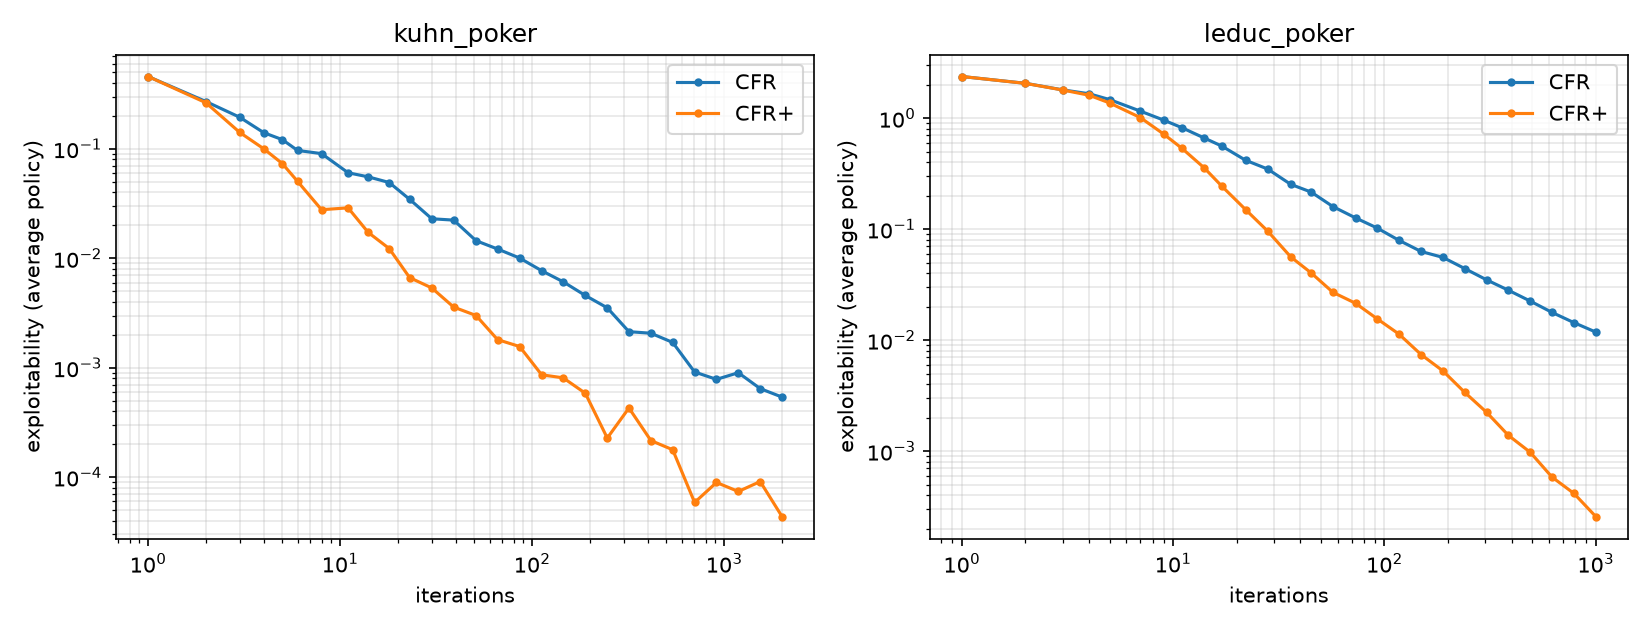 kuhn_poker
exploitability (average policy)
10⁻¹
10⁻²
10⁻³
10⁻⁴
CFR
CFR+
10⁰
10¹
10²
10³
iterations
leduc_poker
exploitability (average policy)
10⁰
10⁻¹
10⁻²
10⁻³
CFR
CFR+
10⁰
10¹
10²
10³
iterations